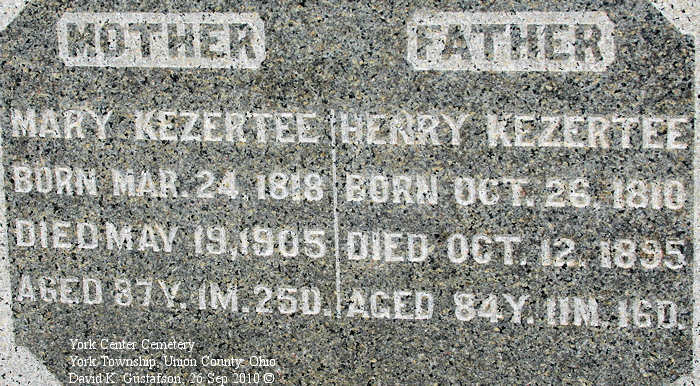 MOTHER
MARY KEZERTEE
BORN MAR. 24. 1818
DIED MAY 19, 1905
AGED 87Y. 1M. 25D.
FATHER
HENRY KEZERTEE
BORN OCT. 26. 1810
DIED OCT. 12. 1895
AGED 84Y. 11M. 16D.
York Center Cemetery
York Township, Union County, Ohio
David K. Gustafson, 26 Sep 2010 ©